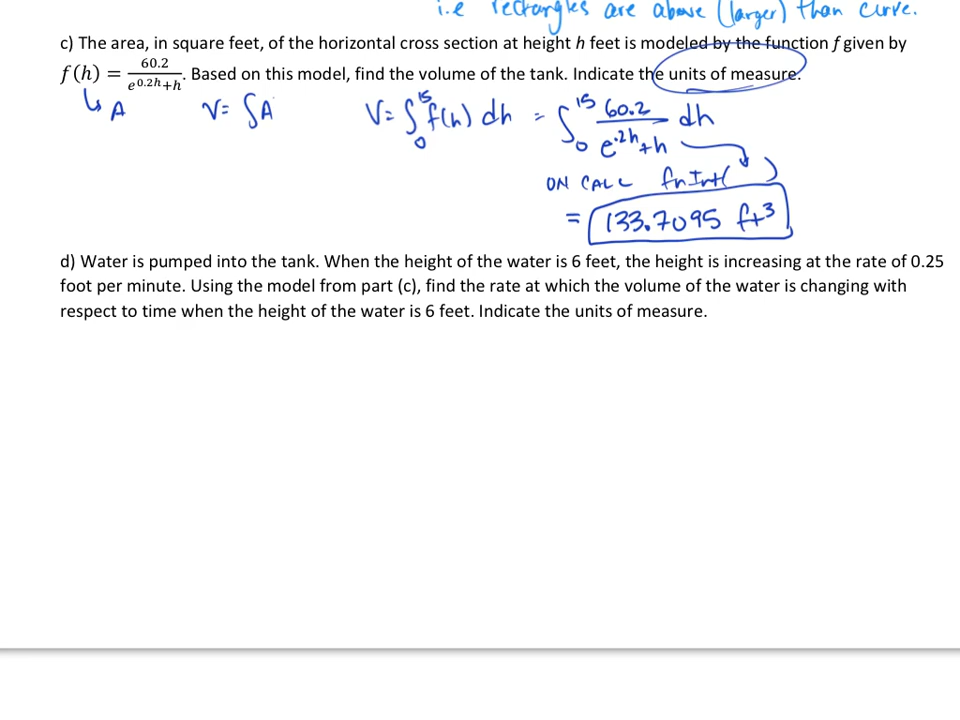 i.e rectangles are above (larger) than curve.
c) The area, in square feet, of the horizontal cross section at height h feet is modeled by the function f given by
f(h) = 60.2/(e^0.2h+h). Based on this model, find the volume of the tank. Indicate the units of measure.
↳ A V= ∫A V= ∫₀¹⁵ f(h) dh = ∫₀¹⁵ 60.2/(e^.2h+h) dh
ON CALC fnInt( )
= 133.7095 ft³
d) Water is pumped into the tank. When the height of the water is 6 feet, the height is increasing at the rate of 0.25
foot per minute. Using the model from part (c), find the rate at which the volume of the water is changing with
respect to time when the height of the water is 6 feet. Indicate the units of measure.